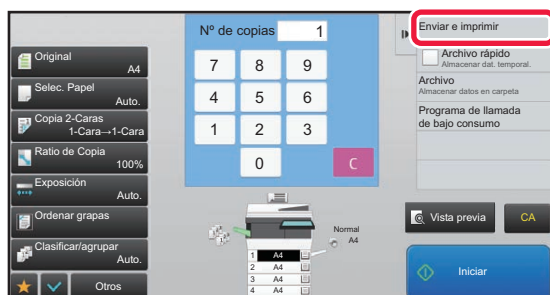 Nº de copias 1
Original
A4
Selec. Papel
Auto.
Copia 2-Caras
1-Cara→1-Cara
Ratio de Copia
100%
Exposición
Auto.
Ordenar grapas
Clasificar/agrupar
Auto.
Otros
7 8 9
4 5 6
1 2 3
0 C
Normal
A4
1 A4
2 A4
3 A4
4 A4
Enviar e imprimir
Archivo rápido
Almacenar dat. temporal.
Archivo
Almacenar datos en carpeta
Programa de llamada
de bajo consumo
Vista previa
CA
Iniciar